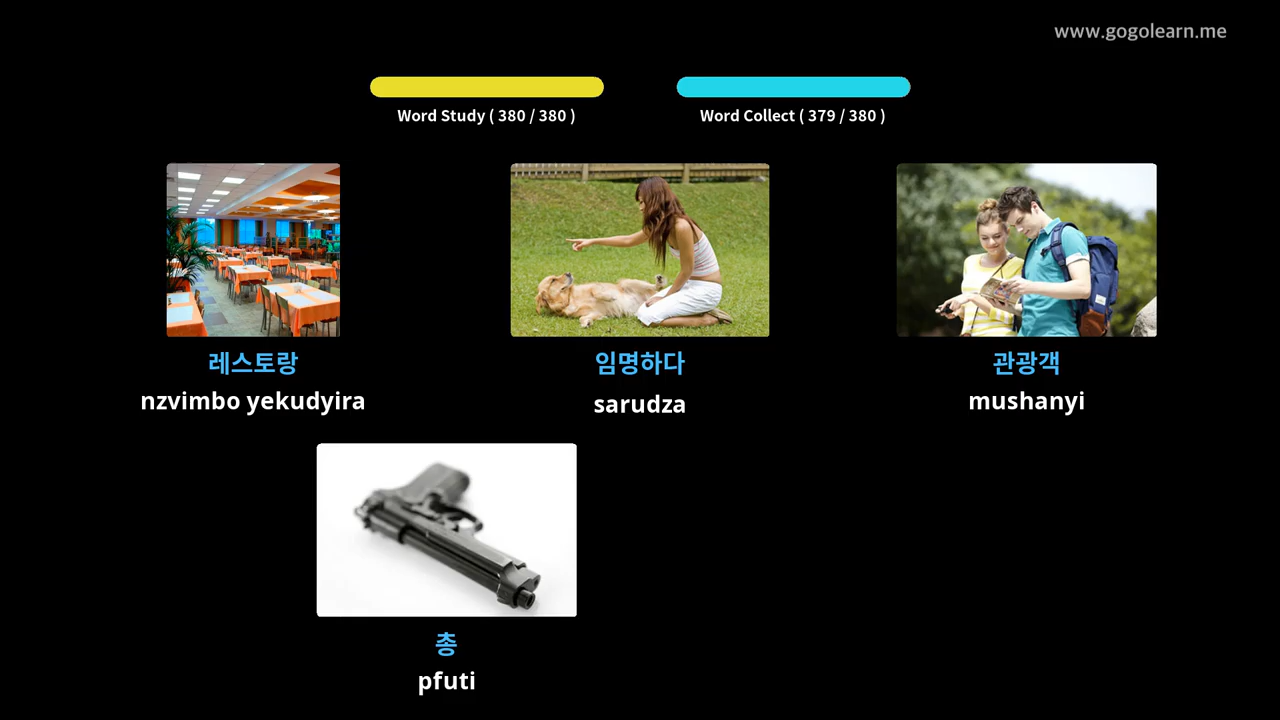 www.gogolearn.me
Word Study ( 380 / 380 )
Word Collect ( 379 / 380 )
레스토랑
nzvimbo yekudyira
임명하다
sarudza
관광객
mushanyi
총
pfuti